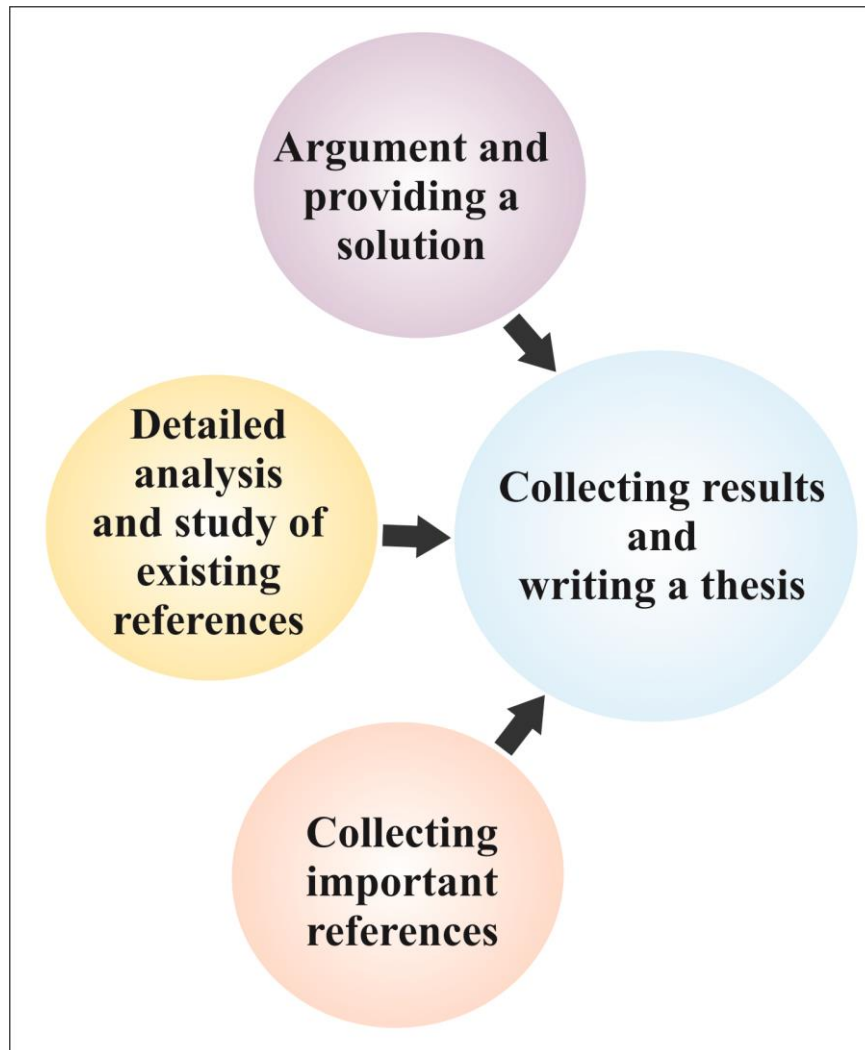 Argument and
providing a
solution
Detailed
analysis
and study of
existing
references
Collecting results
and
writing a thesis
Collecting
important
references